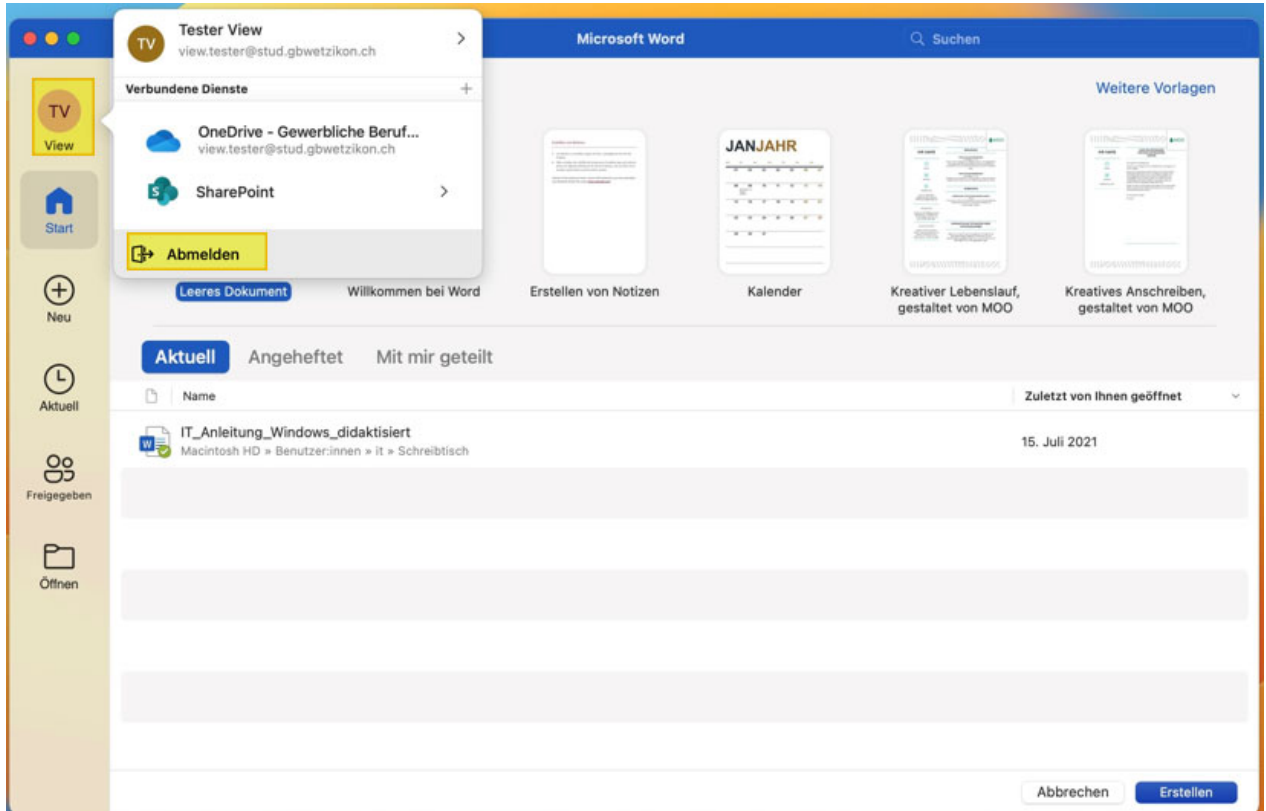 Microsoft Word
Suchen
TV
Tester View
view.tester@stud.gbwetzikon.ch
Verbundene Dienste
OneDrive - Gewerbliche Beruf...
view.tester@stud.gbwetzikon.ch
SharePoint
Abmelden
TV
View
Start
Neu
Aktuell
Freigegeben
Öffnen
Weitere Vorlagen
JANJAHR
Leeres Dokument
Willkommen bei Word
Erstellen von Notizen
Kalender
Kreativer Lebenslauf,
gestaltet von MOO
Kreatives Anschreiben,
gestaltet von MOO
Aktuell Angeheftet Mit mir geteilt
Name Zuletzt von Ihnen geöffnet
IT_Anleitung_Windows_didaktisiert
Macintosh HD » Benutzer:innen » it » Schreibtisch
15. Juli 2021
Abbrechen Erstellen